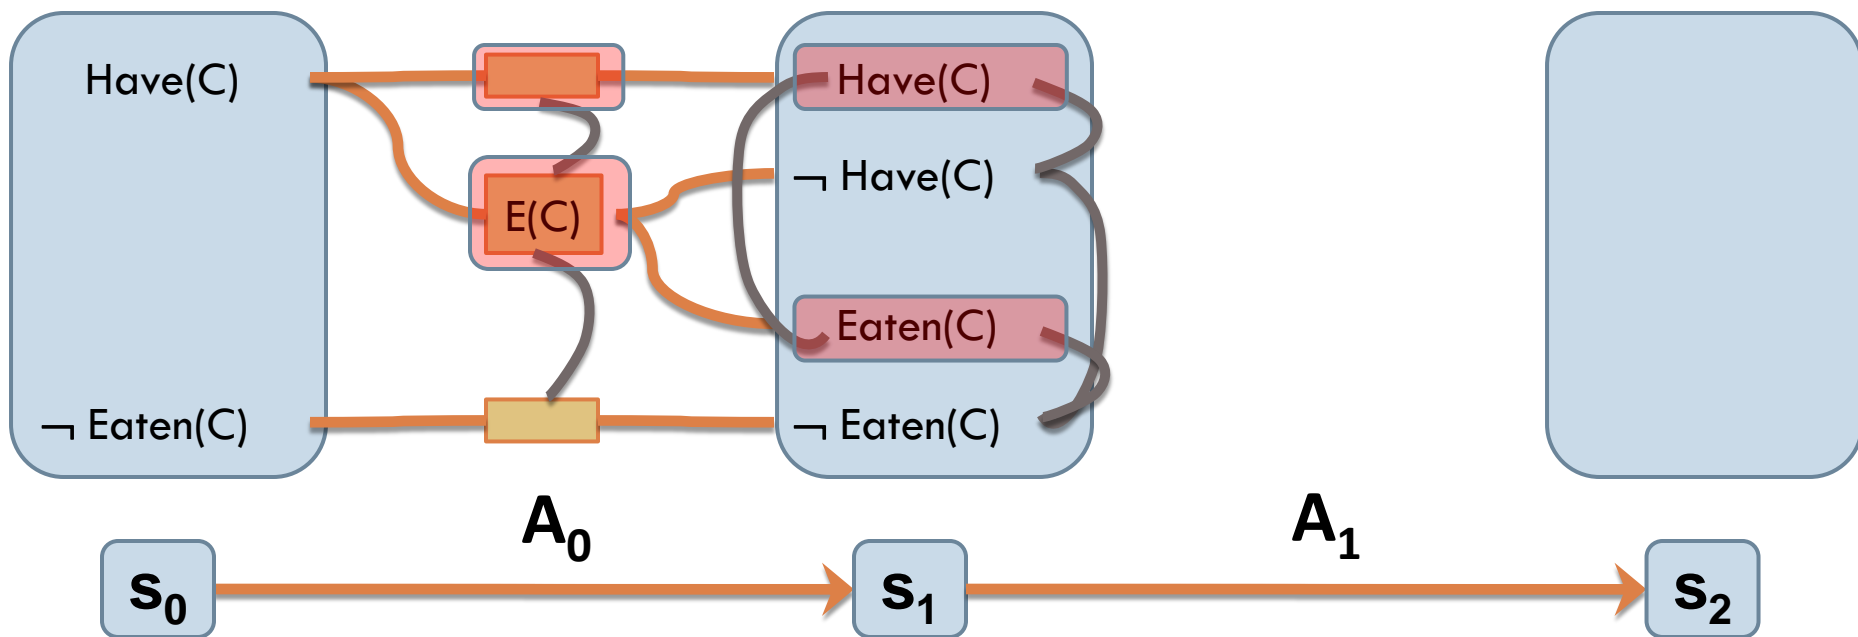 Have(C)
¬ Eaten(C)
E(C)
Have(C)
¬ Have(C)
Eaten(C)
¬ Eaten(C)
A₀
A₁
s₀
s₁
s₂